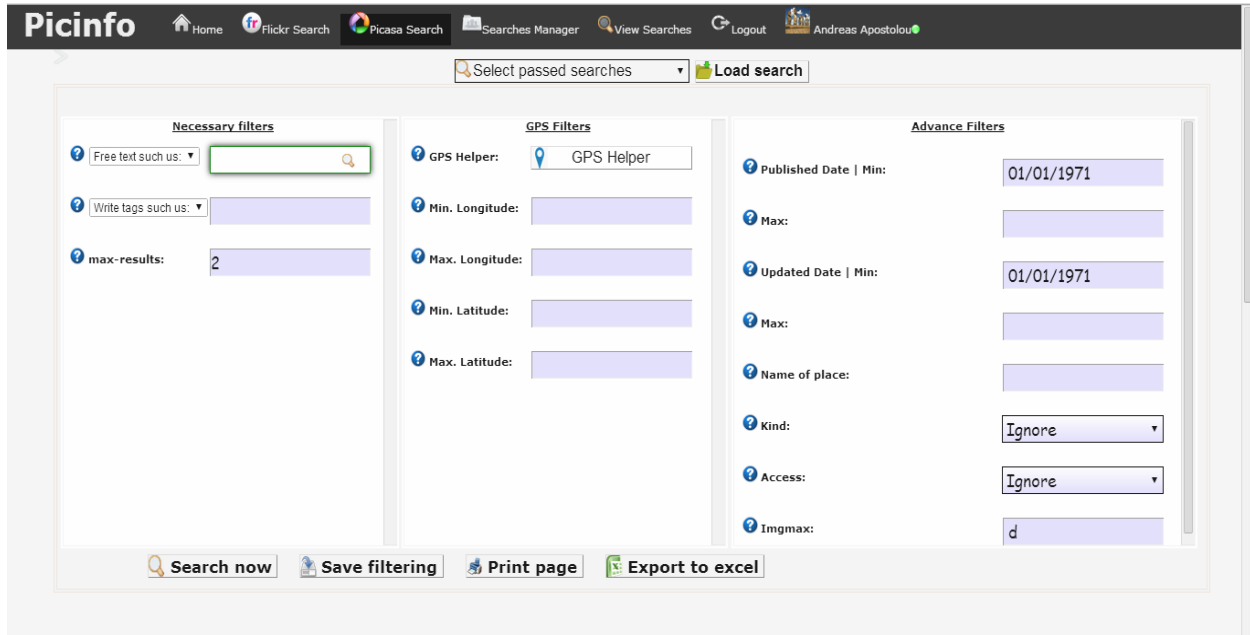 Picinfo Home fr Flickr Search Picasa Search Searches Manager View Searches Logout Andreas Apostolou
Select passed searches Load search
Necessary filters
Free text such us:
Write tags such us:
max-results: 2
GPS Filters
GPS Helper: GPS Helper
Min. Longitude:
Max. Longitude:
Min. Latitude:
Max. Latitude:
Advance Filters
Published Date | Min: 01/01/1971
Max:
Updated Date | Min: 01/01/1971
Max:
Name of place:
Kind: Ignore
Access: Ignore
Imgmax: d
Search now Save filtering Print page Export to excel